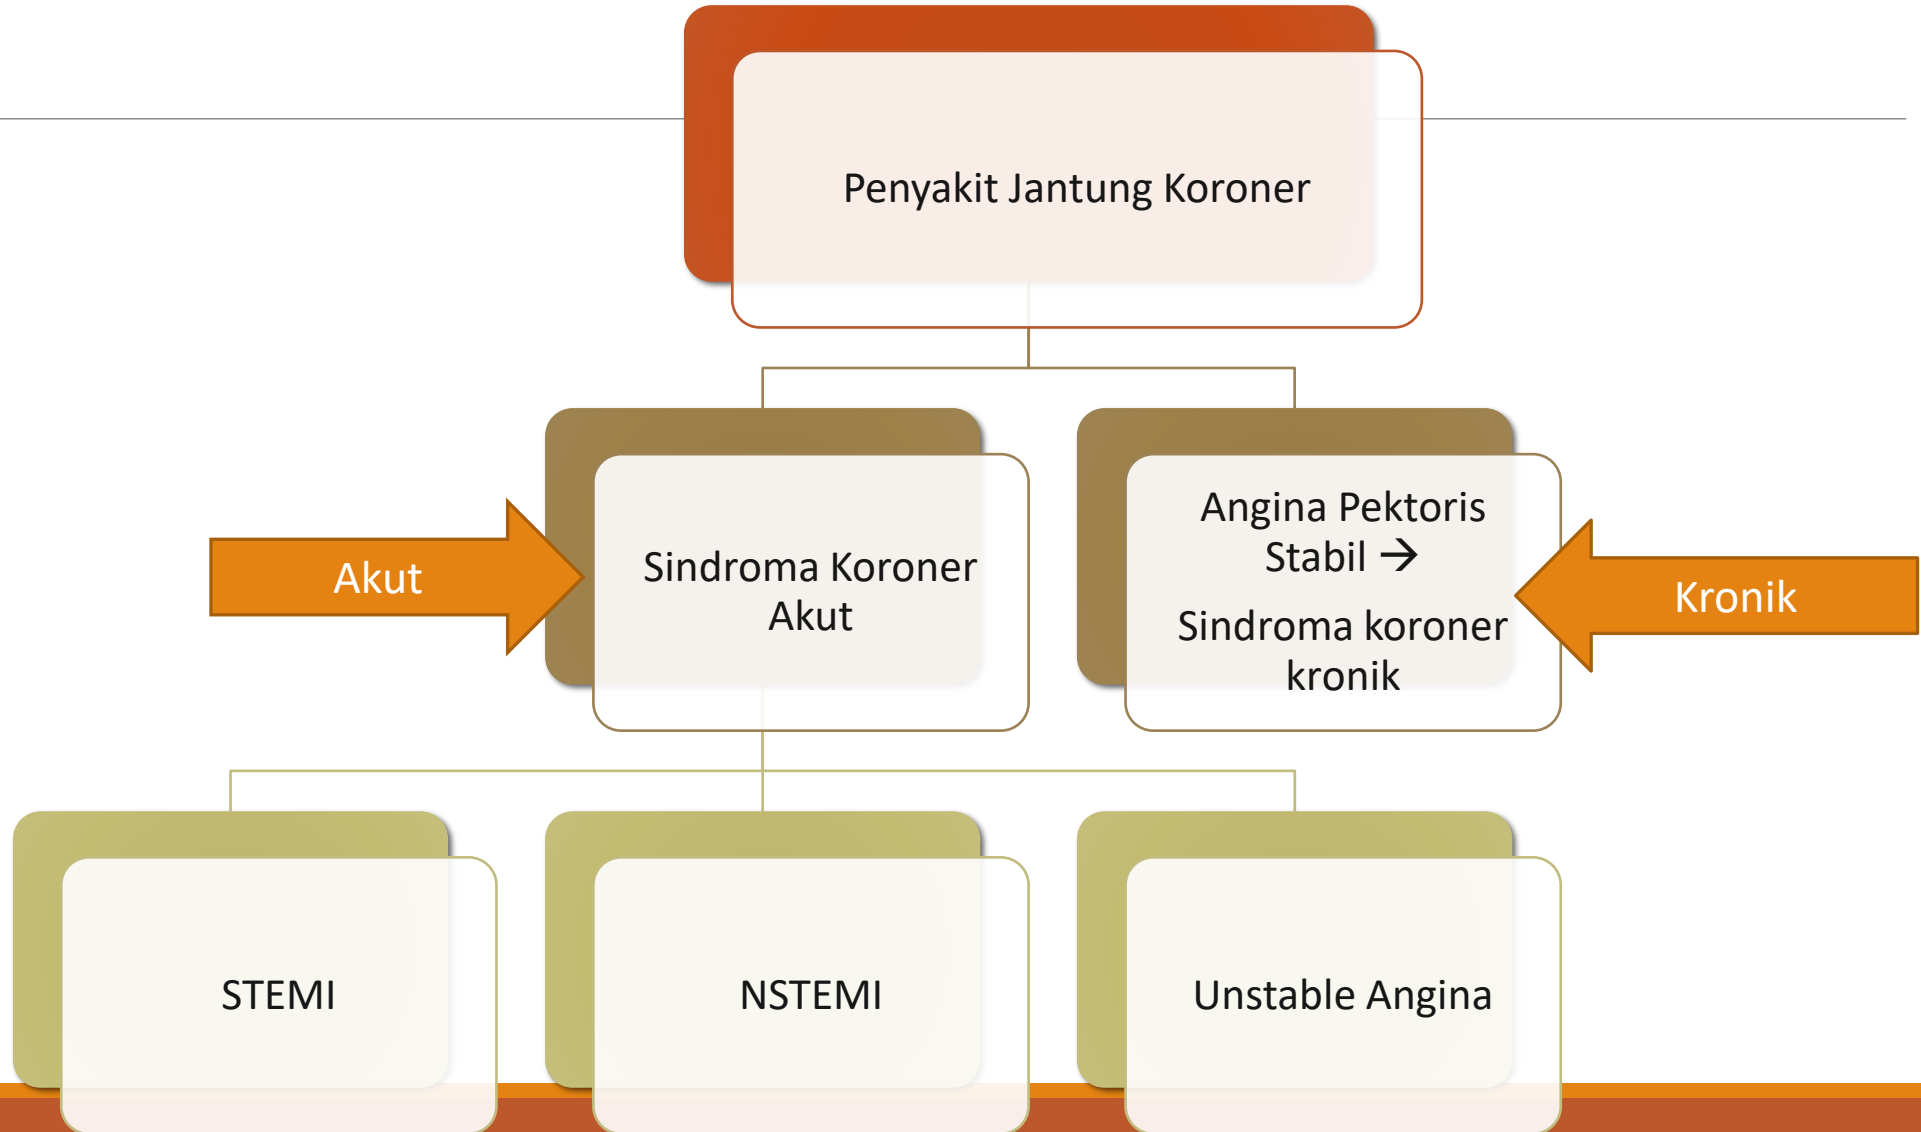 Penyakit Jantung Koroner
Akut
Sindroma Koroner
Akut
Angina Pektoris
Stabil →
Sindroma koroner
kronik
Kronik
STEMI
NSTEMI
Unstable Angina